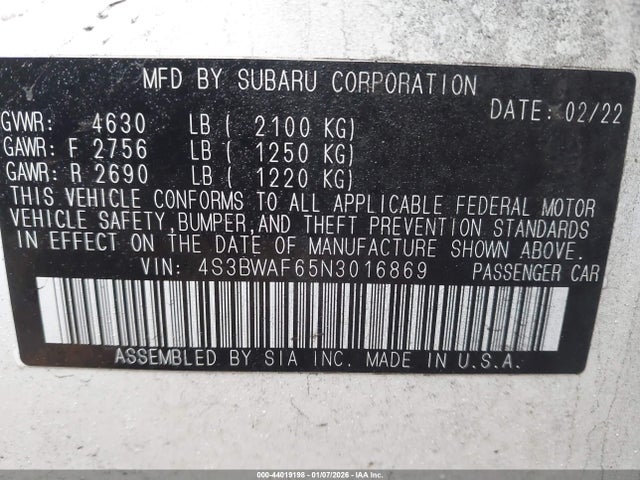 MFD BY SUBARU CORPORATION
DATE: 02/22
GVWR: 4630 LB ( 2100 KG)
GAWR: F 2756 LB ( 1250 KG)
GAWR: R 2690 LB ( 1220 KG)
THIS VEHICLE CONFORMS TO ALL APPLICABLE FEDERAL MOTOR
VEHICLE SAFETY,BUMPER,AND THEFT PREVENTION STANDARDS
IN EFFECT ON THE DATE OF MANUFACTURE SHOWN ABOVE.
VIN: 4S3BWAF65N3016869 PASSENGER CAR
ASSEMBLED BY SIA INC. MADE IN U.S.A.
000-44019198 - 01/07/2026 - IAAI.com